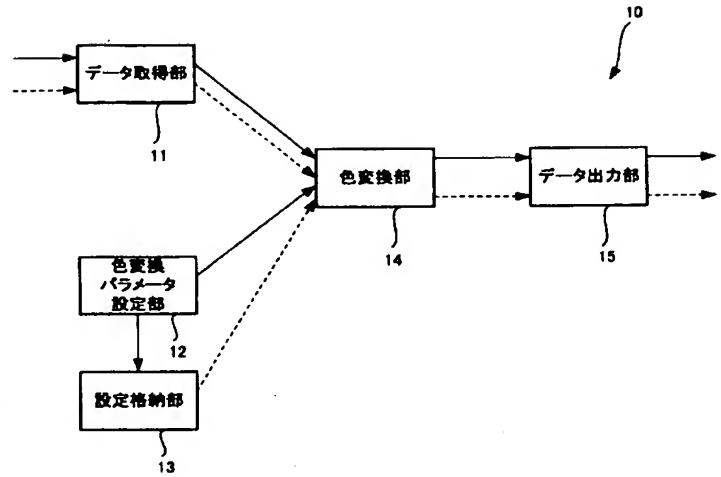 10
データ取得部
11
色変換部
14
データ出力部
15
色変換
パラメータ
設定部
12
設定格納部
13